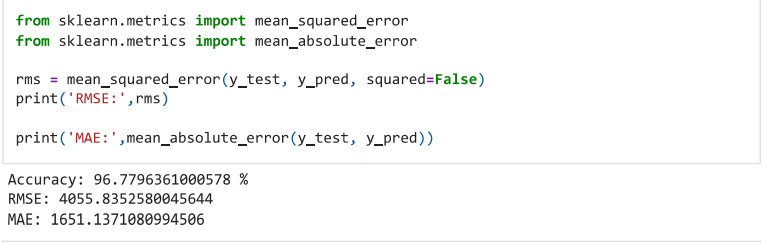 from sklearn.metrics import mean_squared_error
from sklearn.metrics import mean_absolute_error
rms = mean_squared_error(y_test, y_pred, squared=False)
print('RMSE:',rms)
print('MAE:',mean_absolute_error(y_test, y_pred))
Accuracy: 96.7796361000578 %
RMSE: 4055.8352580045644
MAE: 1651.1371080994506